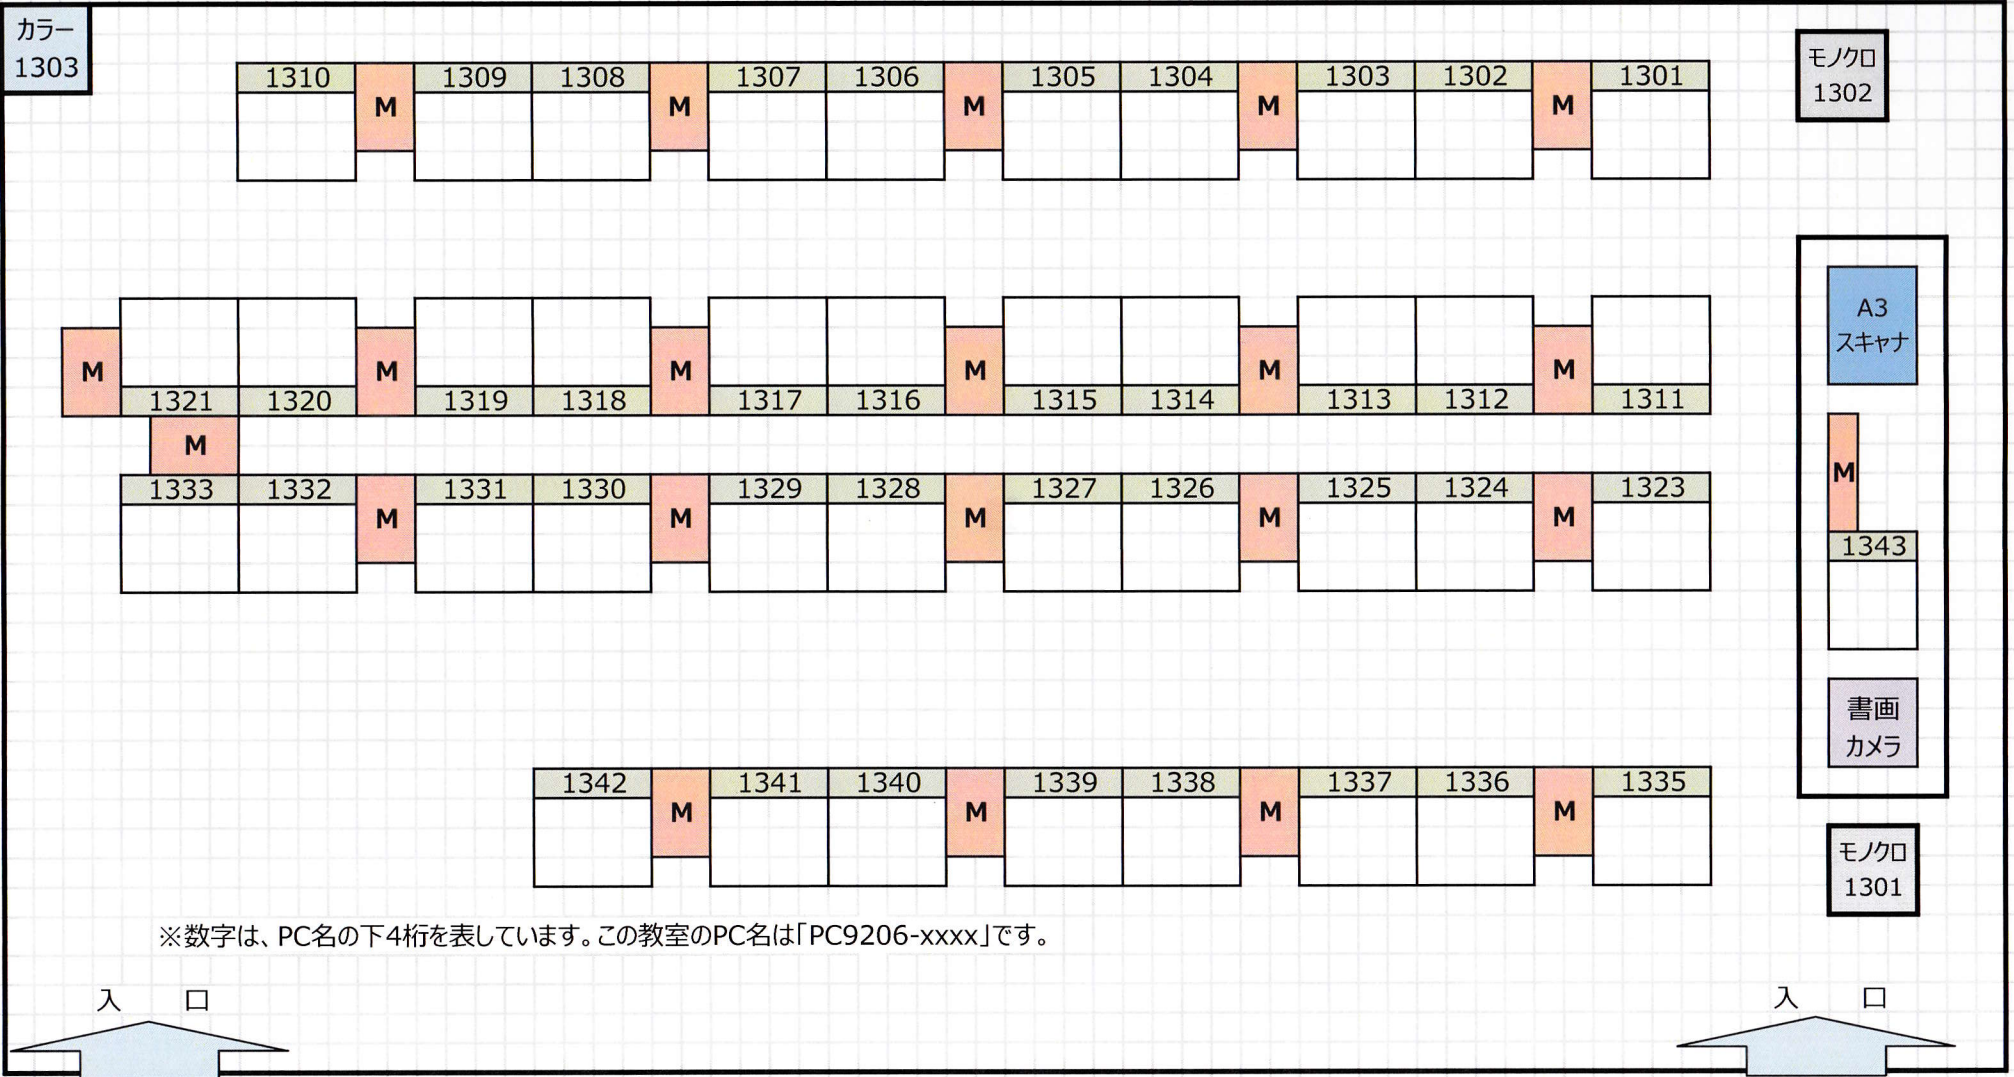 カラー
1303
モノクロ
1302
1310 M 1309 1308 M 1307 1306 M 1305 1304 M 1303 1302 M 1301
A3
スキャナ
M 1321 1320 M 1319 1318 M 1317 1316 M 1315 1314 M 1313 1312 M 1311
M
M
1333 1332 M 1331 1330 M 1329 1328 M 1327 1326 M 1325 1324 M 1323
1343
書画
カメラ
1342 M 1341 1340 M 1339 1338 M 1337 1336 M 1335
モノクロ
1301
※数字は、PC名の下4桁を表しています。この教室のPC名は「PC9206-xxxx」です。
入 口
入 口